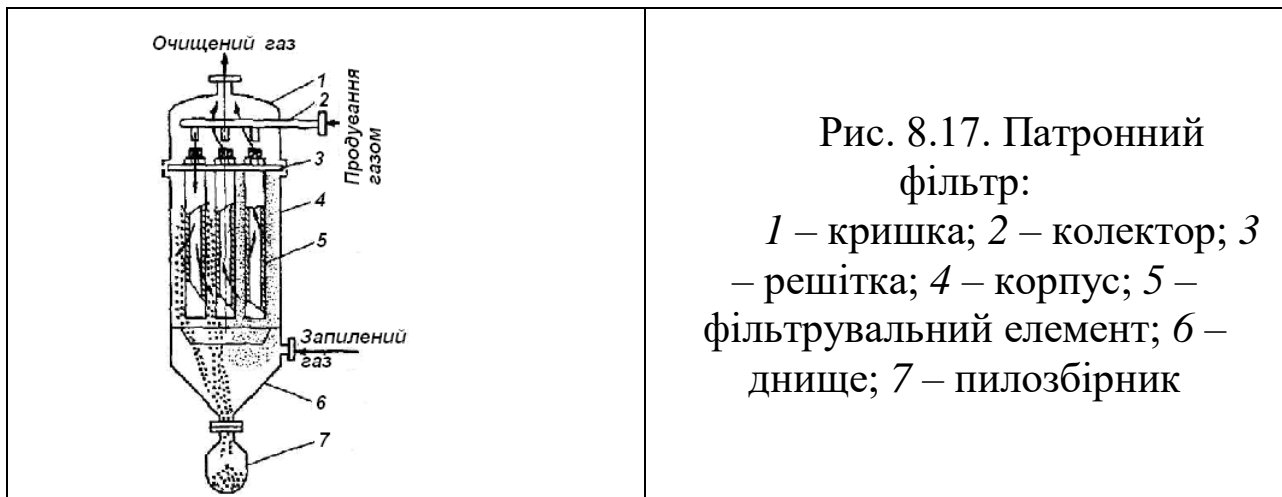 Очищений газ
1
2
Продування
газом
3
4
5
Запилений
газ
6
7
Рис. 8.17. Патронний
фільтр:
1 – кришка; 2 – колектор; 3
– решітка; 4 – корпус; 5 –
фільтрувальний елемент; 6 –
днище; 7 – пилозбірник